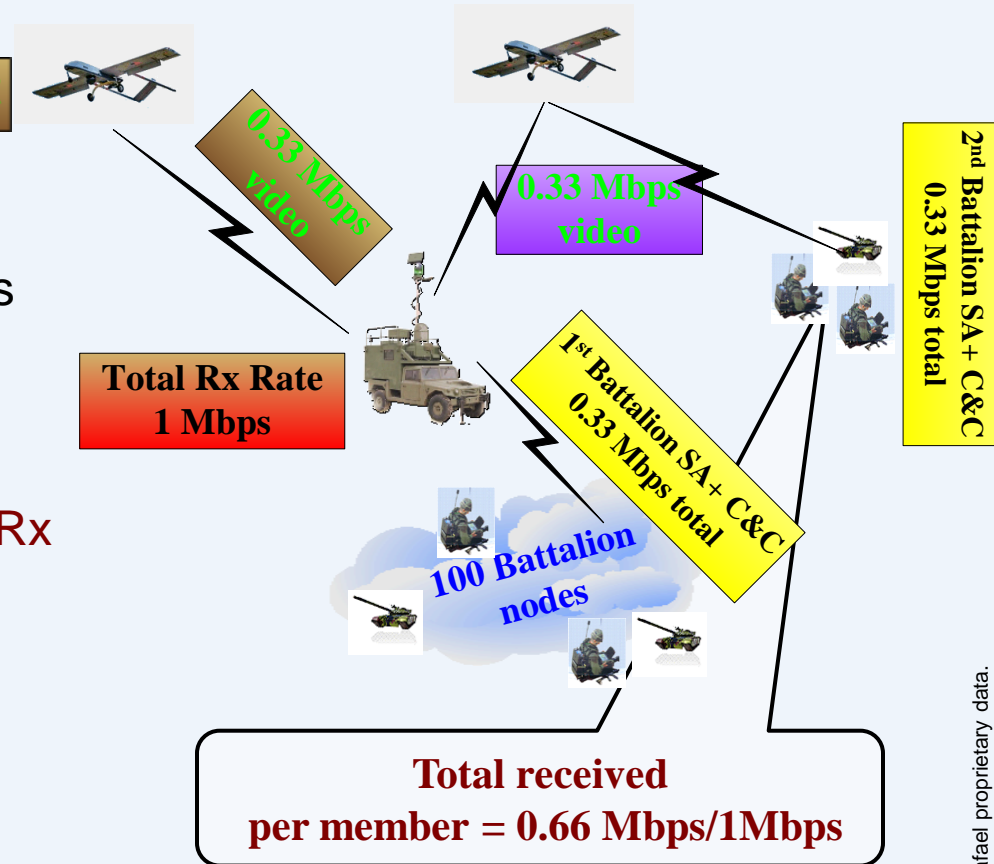 0.33 Mbps
video
0.33 Mbps
video
2nd Battalion SA+ C&C
0.33 Mbps total
s
Total Rx Rate
1 Mbps
1st Battalion SA+ C&C
0.33 Mbps total
Rx
100 Battalion
nodes
Total received
per member = 0.66 Mbps/1Mbps
proprietary data.